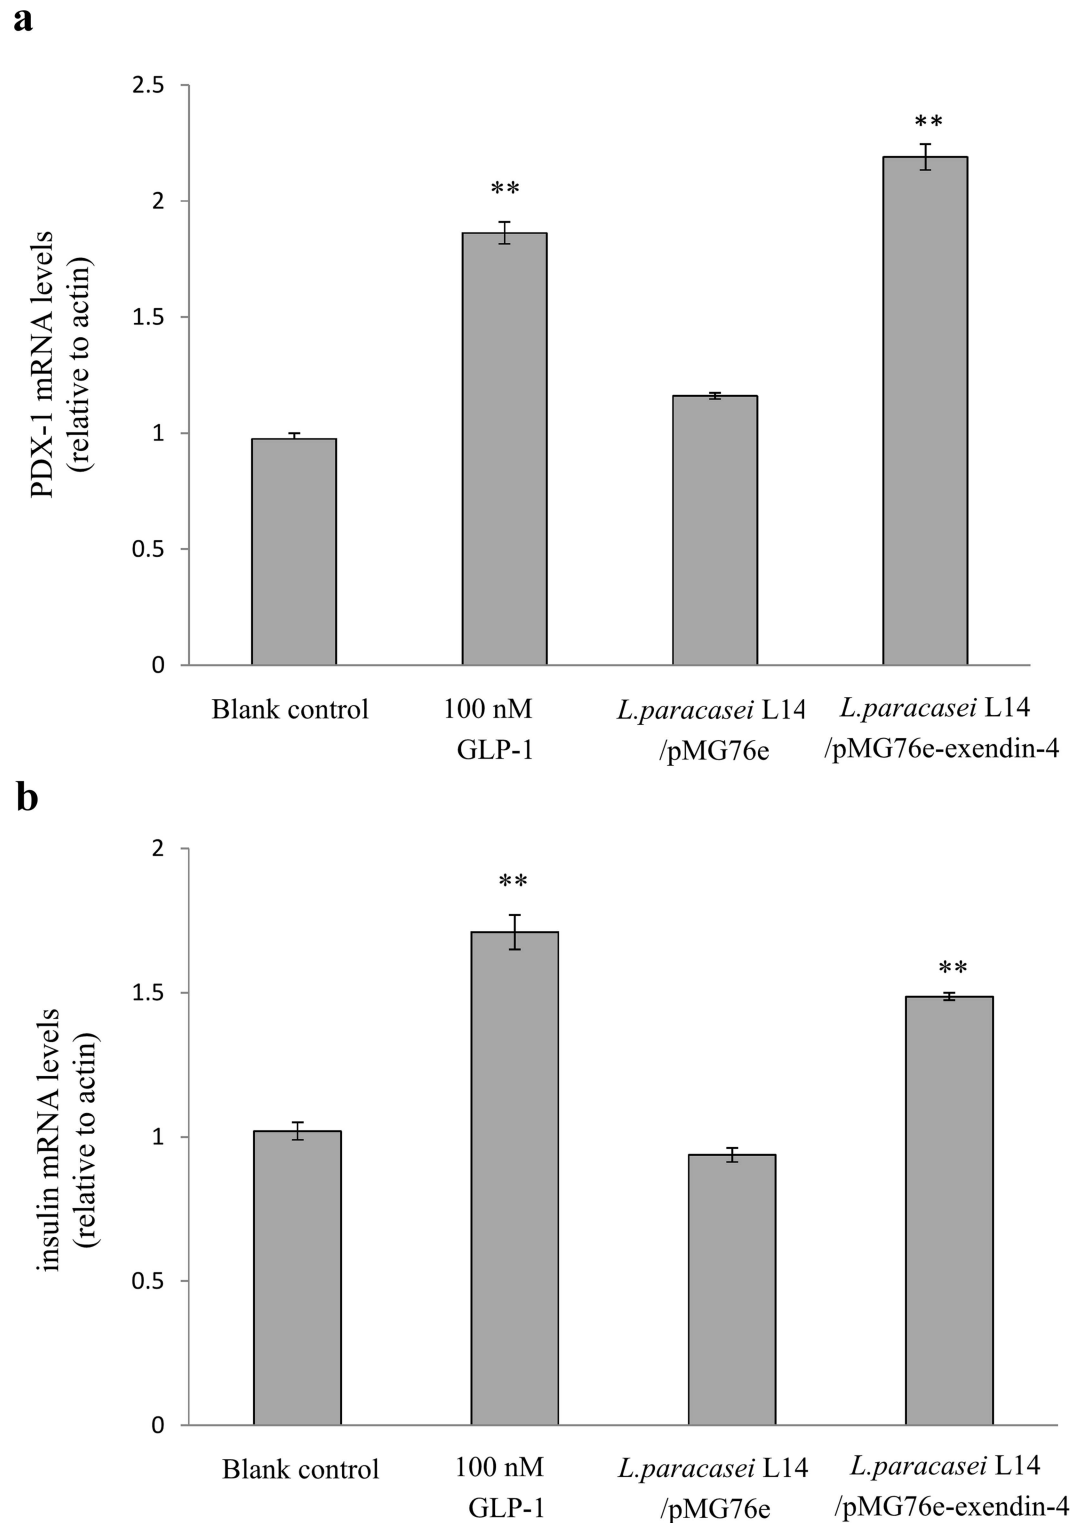 a
2.5
2
1.5
1
0.5
0
PDX-1 mRNA levels
(relative to actin)
**
**
Blank control
100 nM
GLP-1
L.paracasei L14
/pMG76e
L.paracasei L14
/pMG76e-exendin-4
b
2
1.5
1
0.5
0
insulin mRNA levels
(relative to actin)
**
**
Blank control
100 nM
GLP-1
L.paracasei L14
/pMG76e
L.paracasei L14
/pMG76e-exendin-4